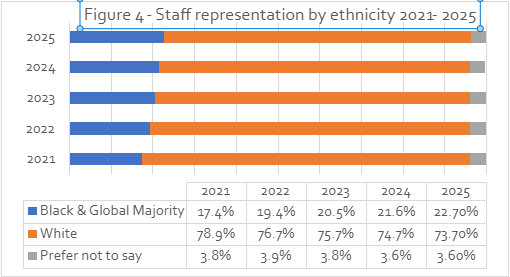 Figure 4 - Staff representation by ethnicity 2021- 2025
2025
2024
2023
2022
2021
2021 2022 2023 2024 2025
Black & Global Majority 17.4% 19.4% 20.5% 21.6% 22.70%
White 78.9% 76.7% 75.7% 74.7% 73.70%
Prefer not to say 3.8% 3.9% 3.8% 3.6% 3.60%